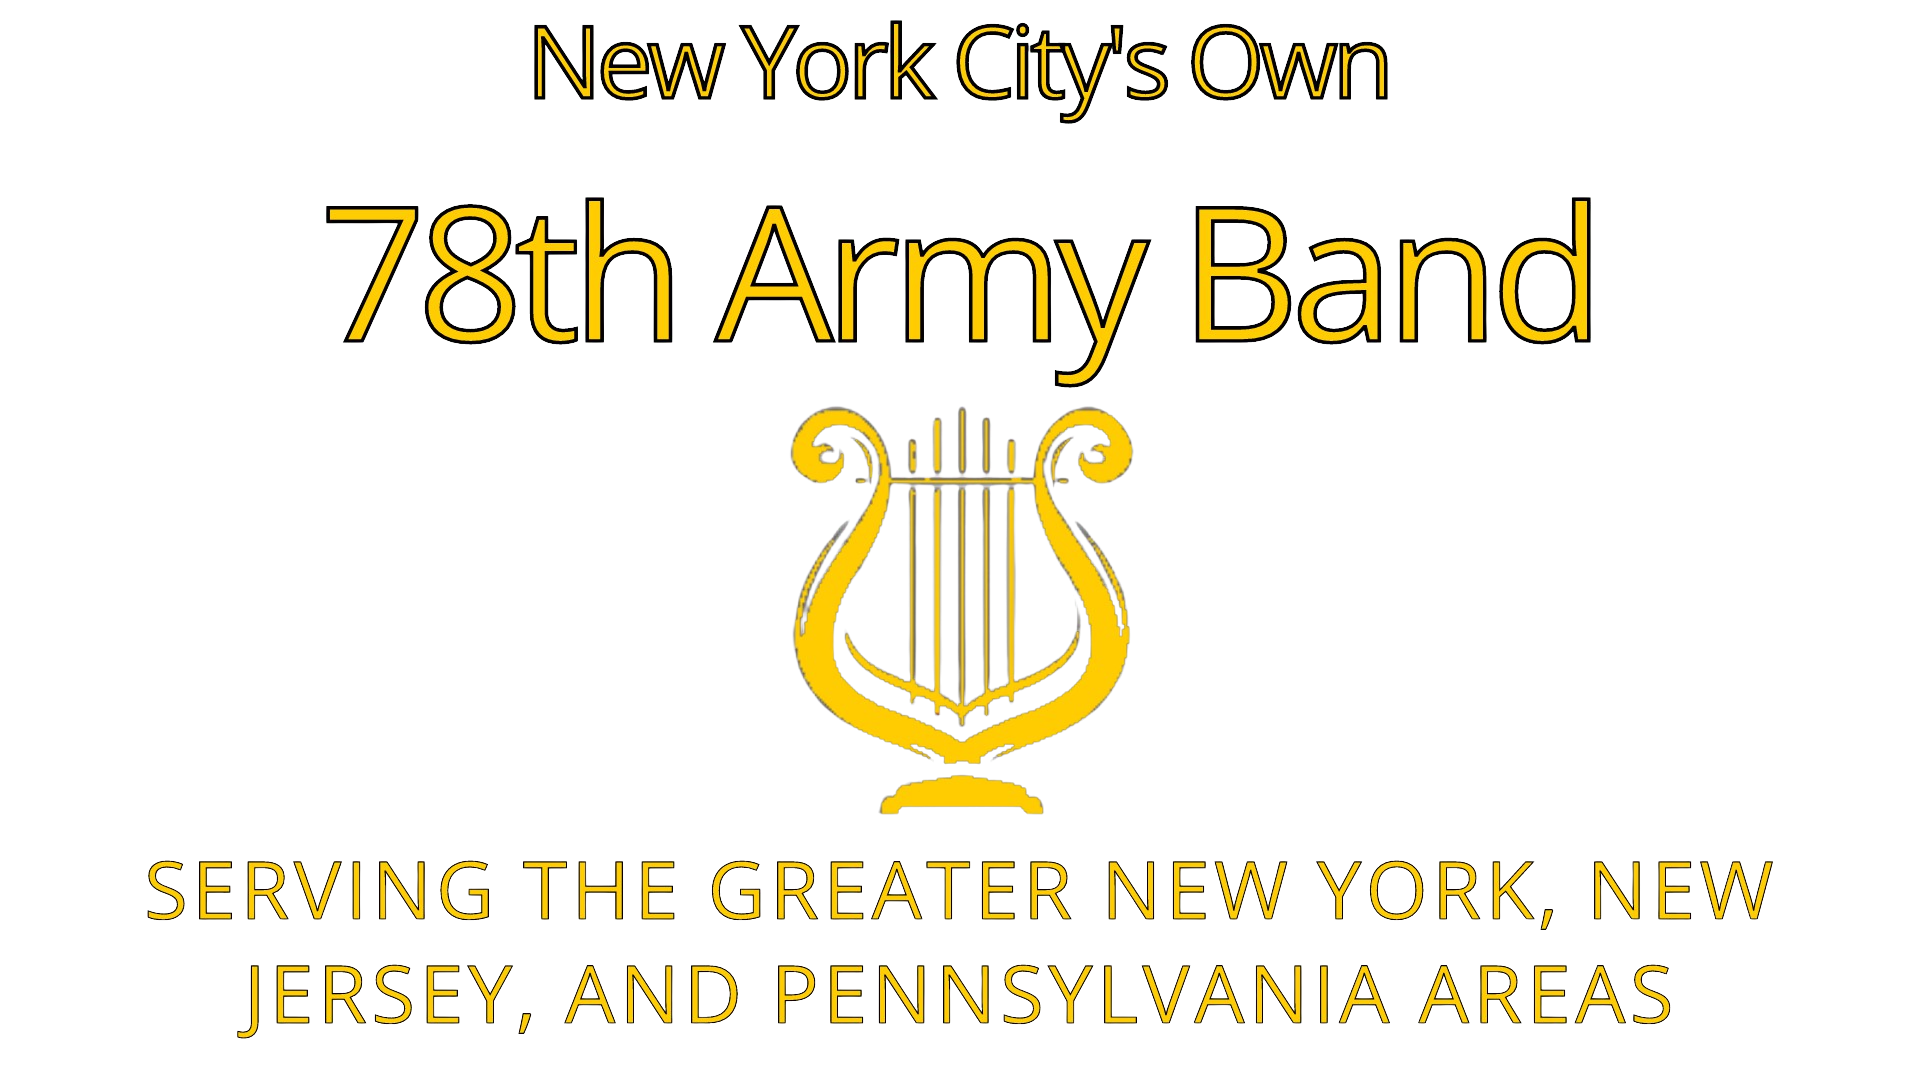 New York City's Own
78th Army Band
SERVING THE GREATER NEW YORK, NEW
JERSEY, AND PENNSYLVANIA AREAS